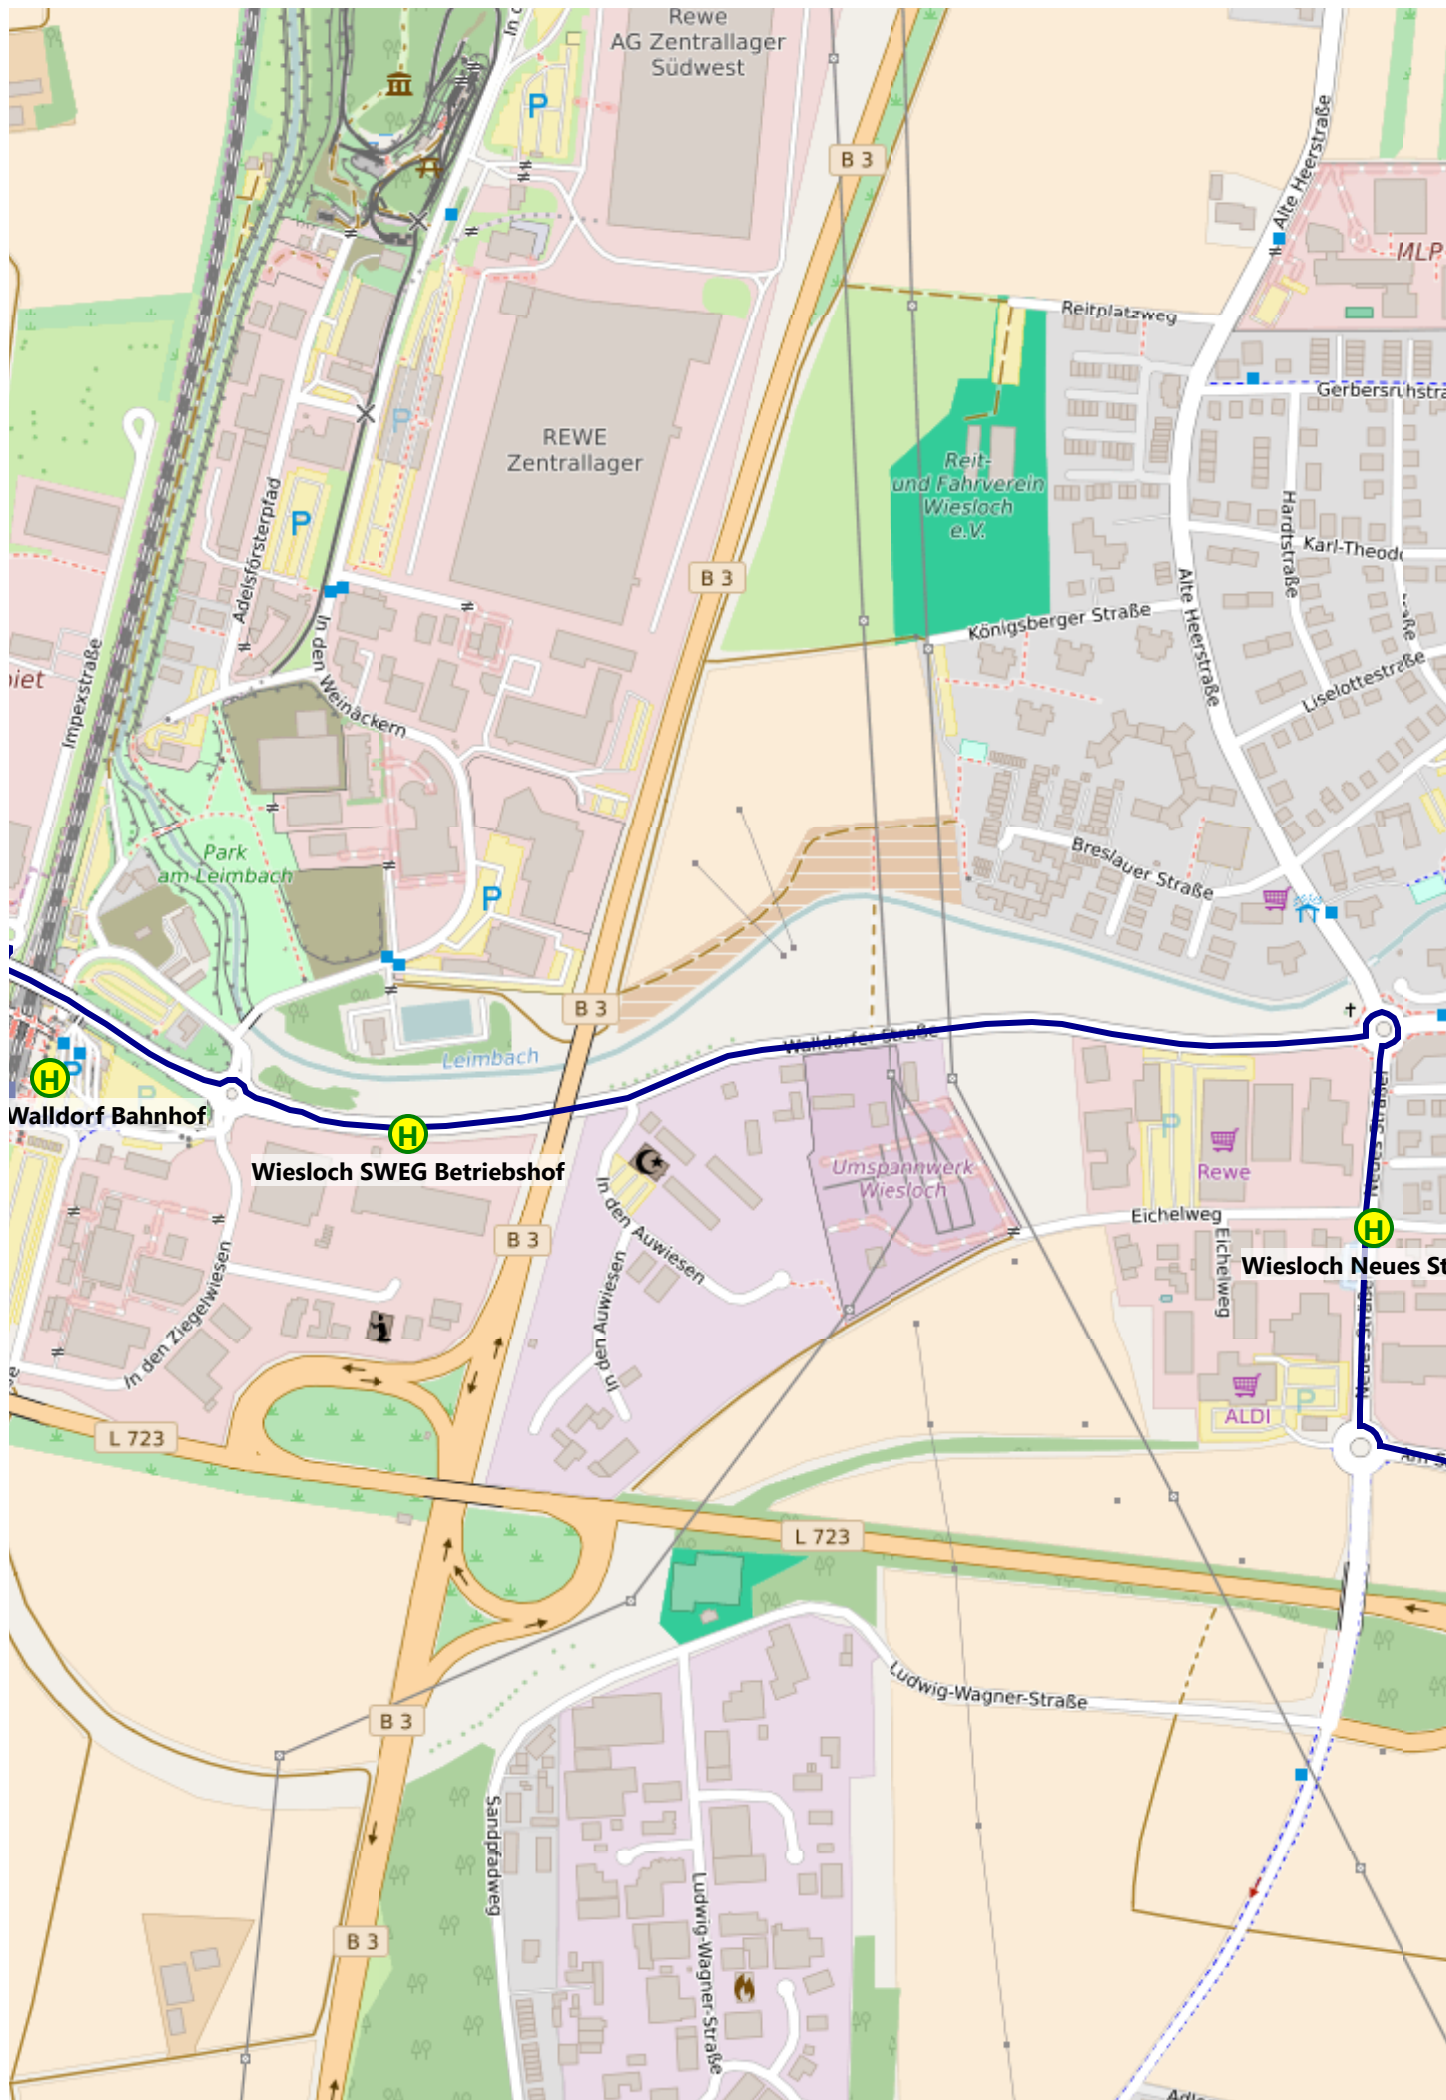 Rewe
AG Zentrallager
Südwest
P
B 3
Alte Heerstraße
MLP
Reitplatzweg
Gerbersruhstra
P
REWE
Zentrallager
Reit-
und Fahrverein
Wiesloch
e.V.
Hardtstraße
Karl-Theod
P
Adelsförsterpfad
B 3
Alte Heerstraße
Königsberger Straße
Liselottestraße
In den Weinäckern
Impexstraße
biet
Breslauer Straße
Park
am Leimbach
P
B 3
Leimbach
Walldorfer Straße
H
P
P
Walldorf Bahnhof
H
Wiesloch SWEG Betriebshof
Umspannwerk
Wiesloch
P
Rewe
In den Auwiesen
In den Auwiesen
Eichelweg
Eichelweg
H
Wiesloch Neues St
B 3
In den Ziegelwiesen
ALDI
P
L 723
L 723
Ludwig-Wagner-Straße
B 3
Sandpfadweg
Ludwig-Wagner-Straße
B 3